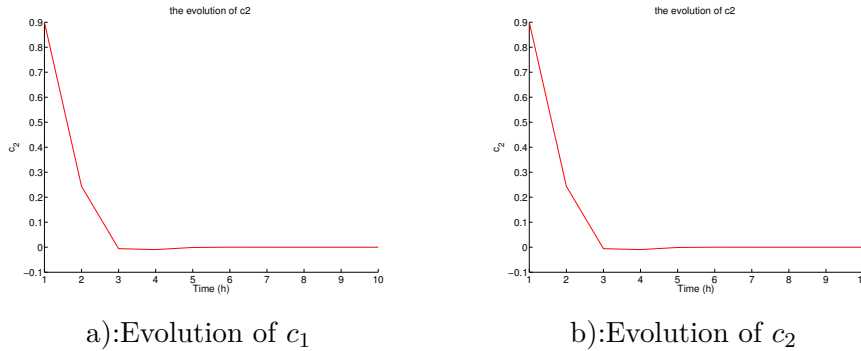 the evolution of c2
the evolution of c2
0.9
0.8
0.7
0.6
0.5
0.4
0.3
0.2
0.1
0
−0.1
c2
1 2 3 4 5 6 7 8 9 10
Time (h)
0.9
0.8
0.7
0.6
0.5
0.4
0.3
0.2
0.1
0
−0.1
c2
1 2 3 4 5 6 7 8 9 1
Time (h)
a):Evolution of c1
b):Evolution of c2